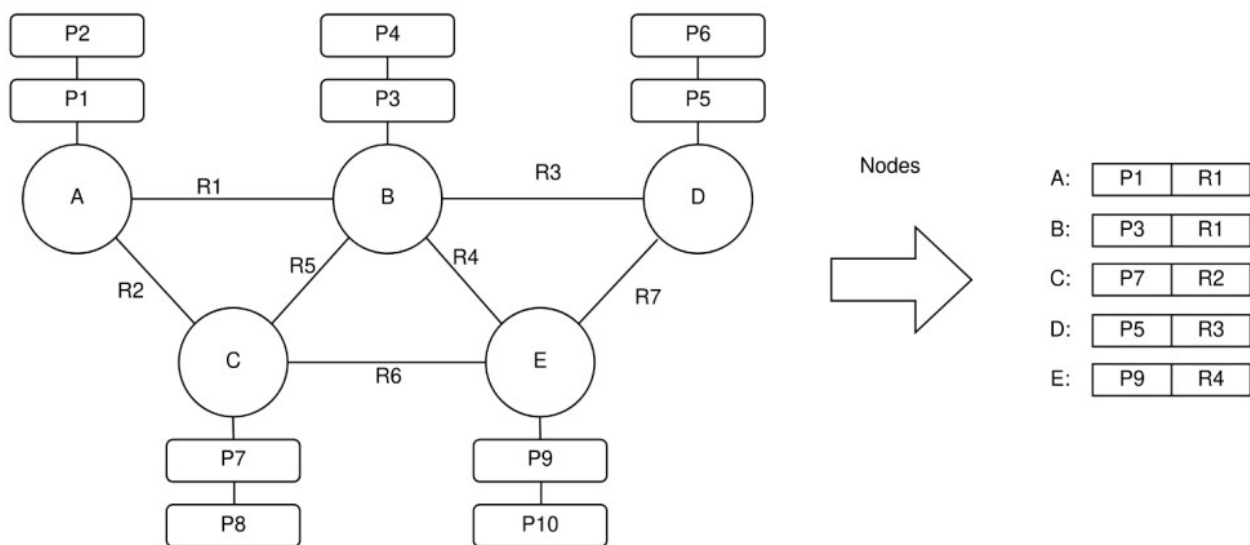 P2
P4
P6
P1
P3
P5
A
R1
B
R3
D
R2
R5
R4
R7
C
R6
E
P7
P9
P8
P10
Nodes
A: P1 R1
B: P3 R1
C: P7 R2
D: P5 R3
E: P9 R4